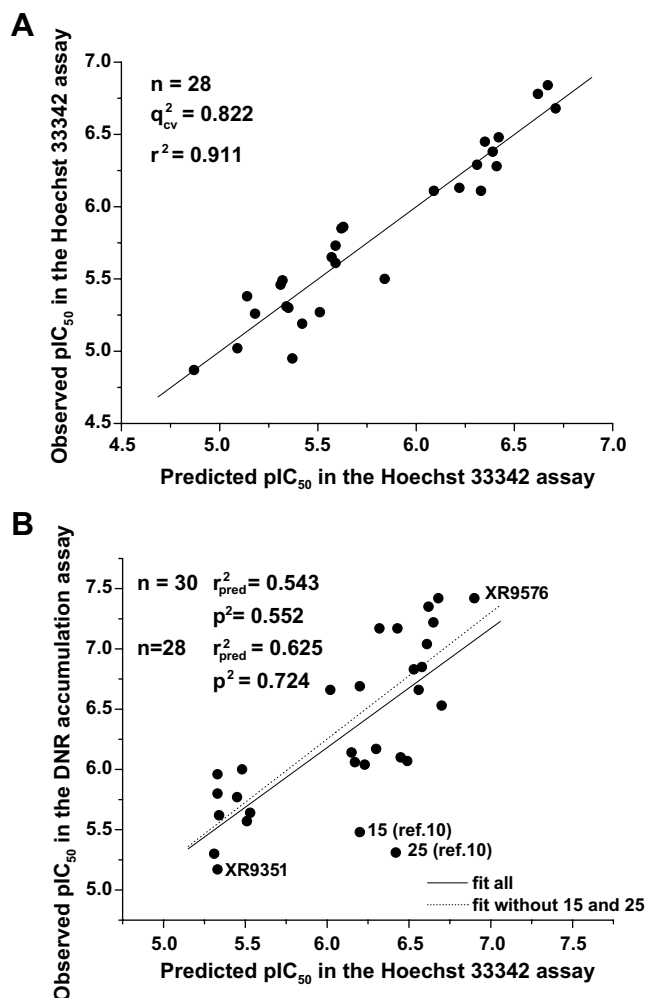 A
Observed pIC50 in the Hoechst 33342 assay
7.0
6.5
6.0
5.5
5.0
4.5
n = 28
q²cv = 0.822
r² = 0.911
4.5 5.0 5.5 6.0 6.5 7.0
Predicted pIC50 in the Hoechst 33342 assay
B
Observed pIC50 in the DNR accumulation assay
7.5
7.0
6.5
6.0
5.5
5.0
n = 30 r²pred = 0.543
p² = 0.552
n=28 r²pred = 0.625
p² = 0.724
XR9576
15 (ref.10)
25 (ref.10)
XR9351
fit all
fit without 15 and 25
5.0 5.5 6.0 6.5 7.0 7.5
Predicted pIC50 in the Hoechst 33342 assay